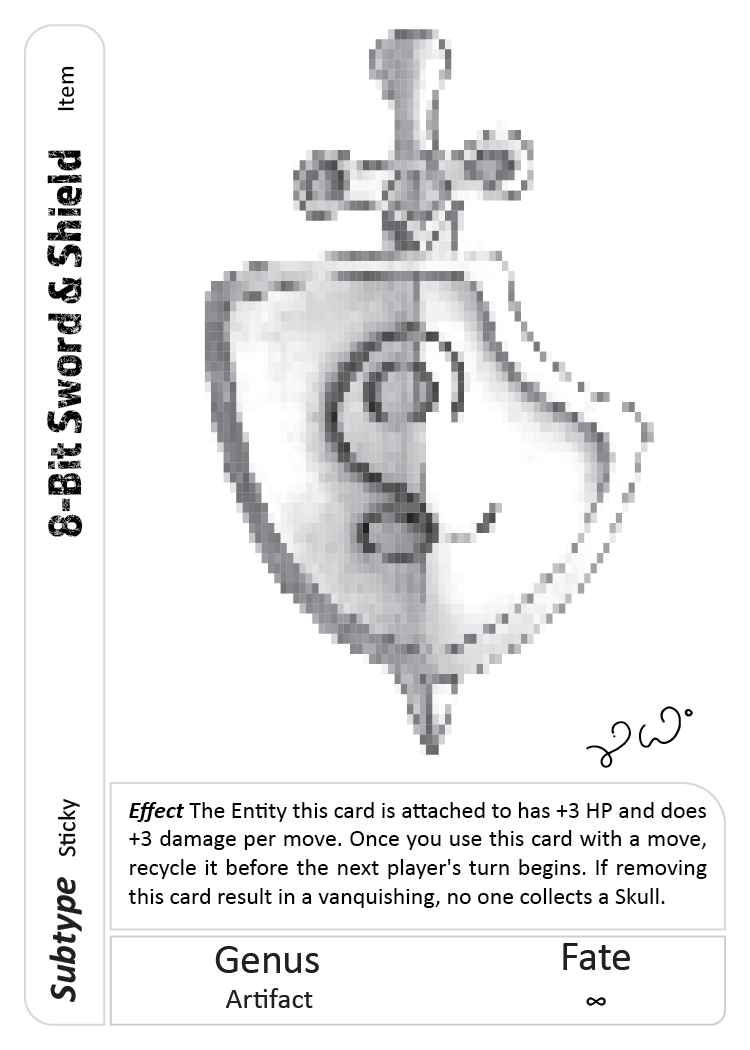 Item
8-Bit Sword & Shield
Subtype Sticky
Effect The Entity this card is attached to has +3 HP and does
+3 damage per move. Once you use this card with a move,
recycle it before the next player's turn begins. If removing
this card result in a vanquishing, no one collects a Skull.
Genus
Artifact
Fate
∞